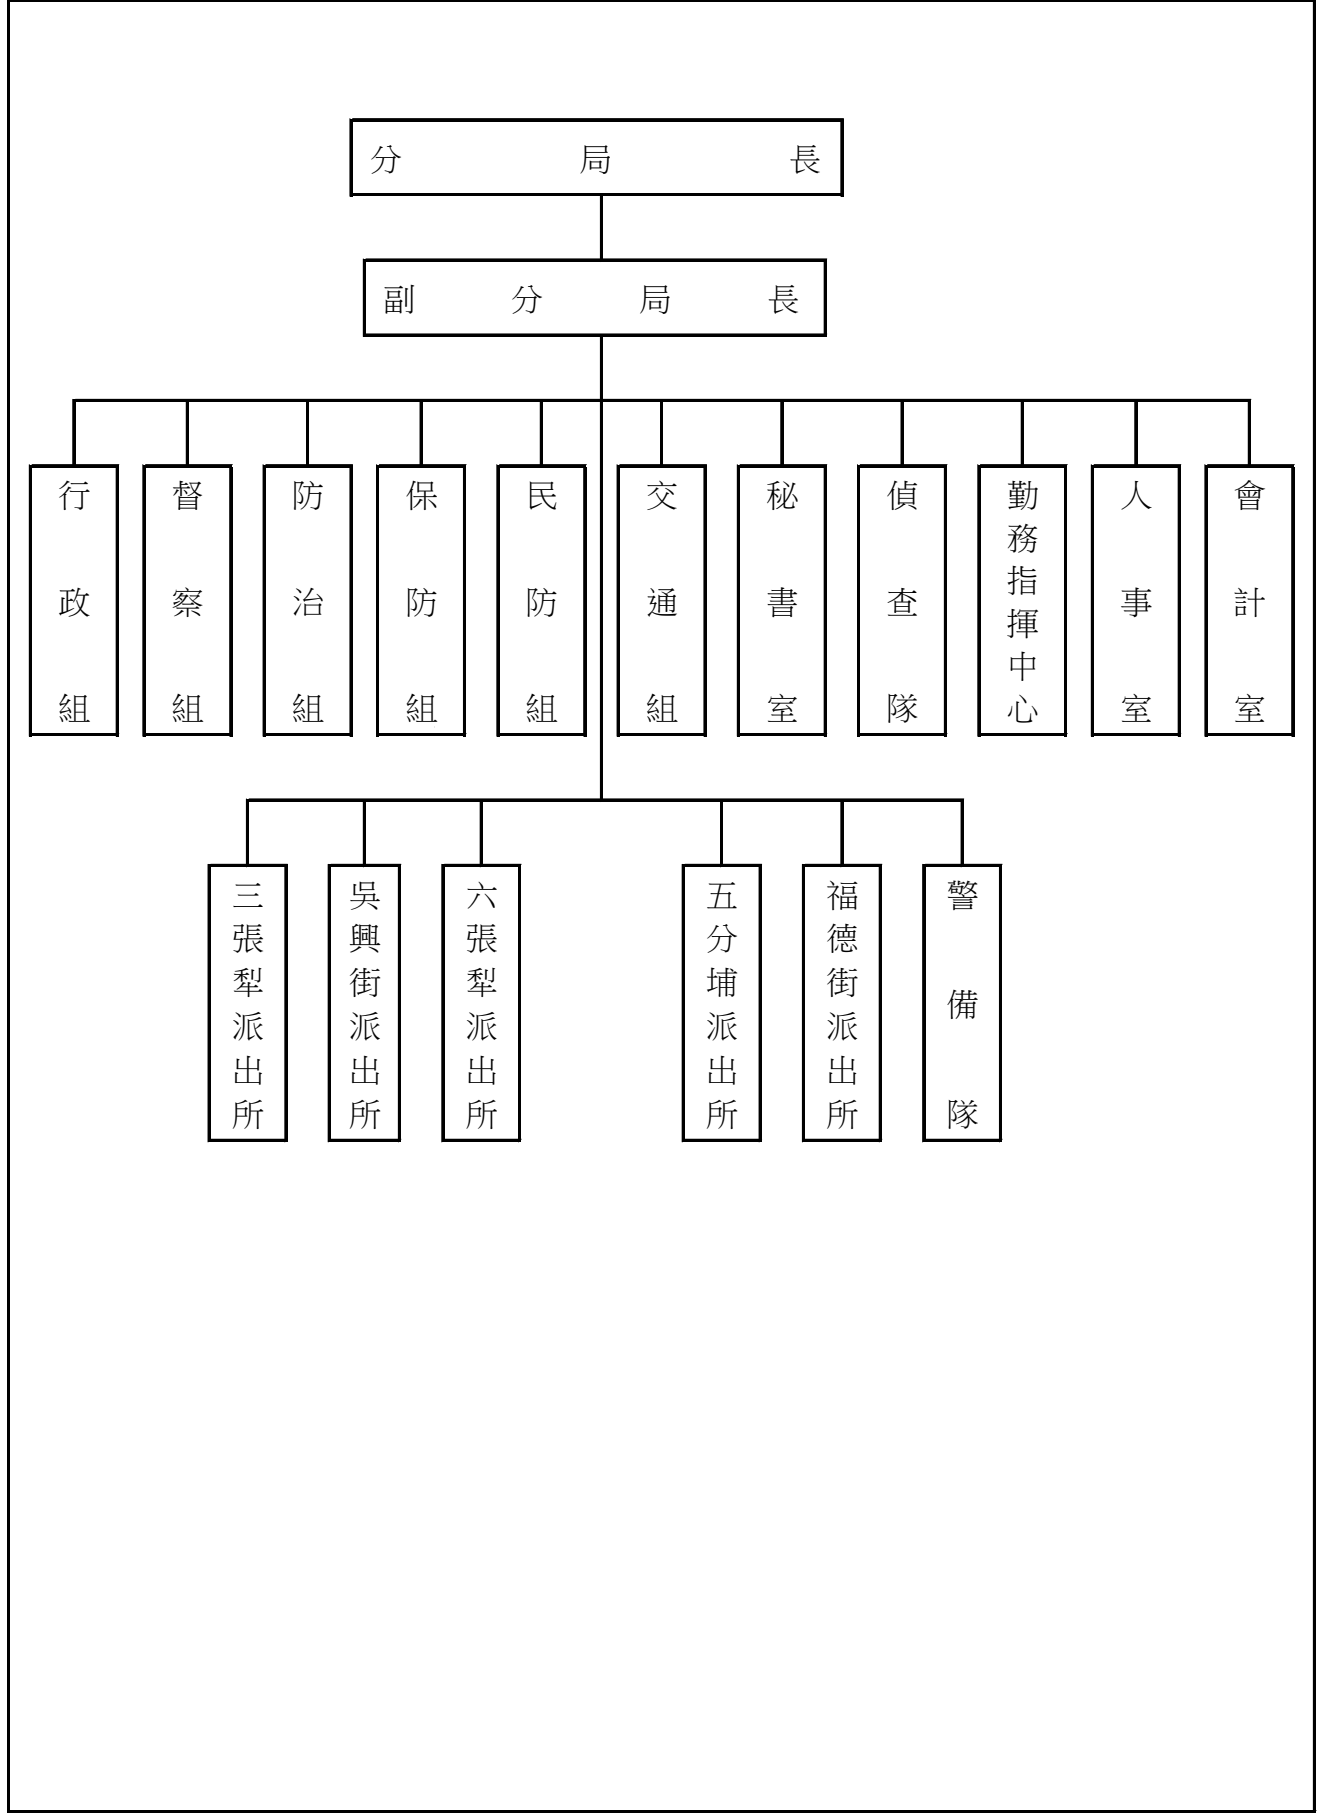 分局長
副分局長
行政組
督察組
防治組
保防組
民防組
交通組
秘書室
偵查隊
勤務指揮中心
人事室
會計室
三張犁派出所
吳興街派出所
六張犁派出所
五分埔派出所
福德街派出所
警備隊